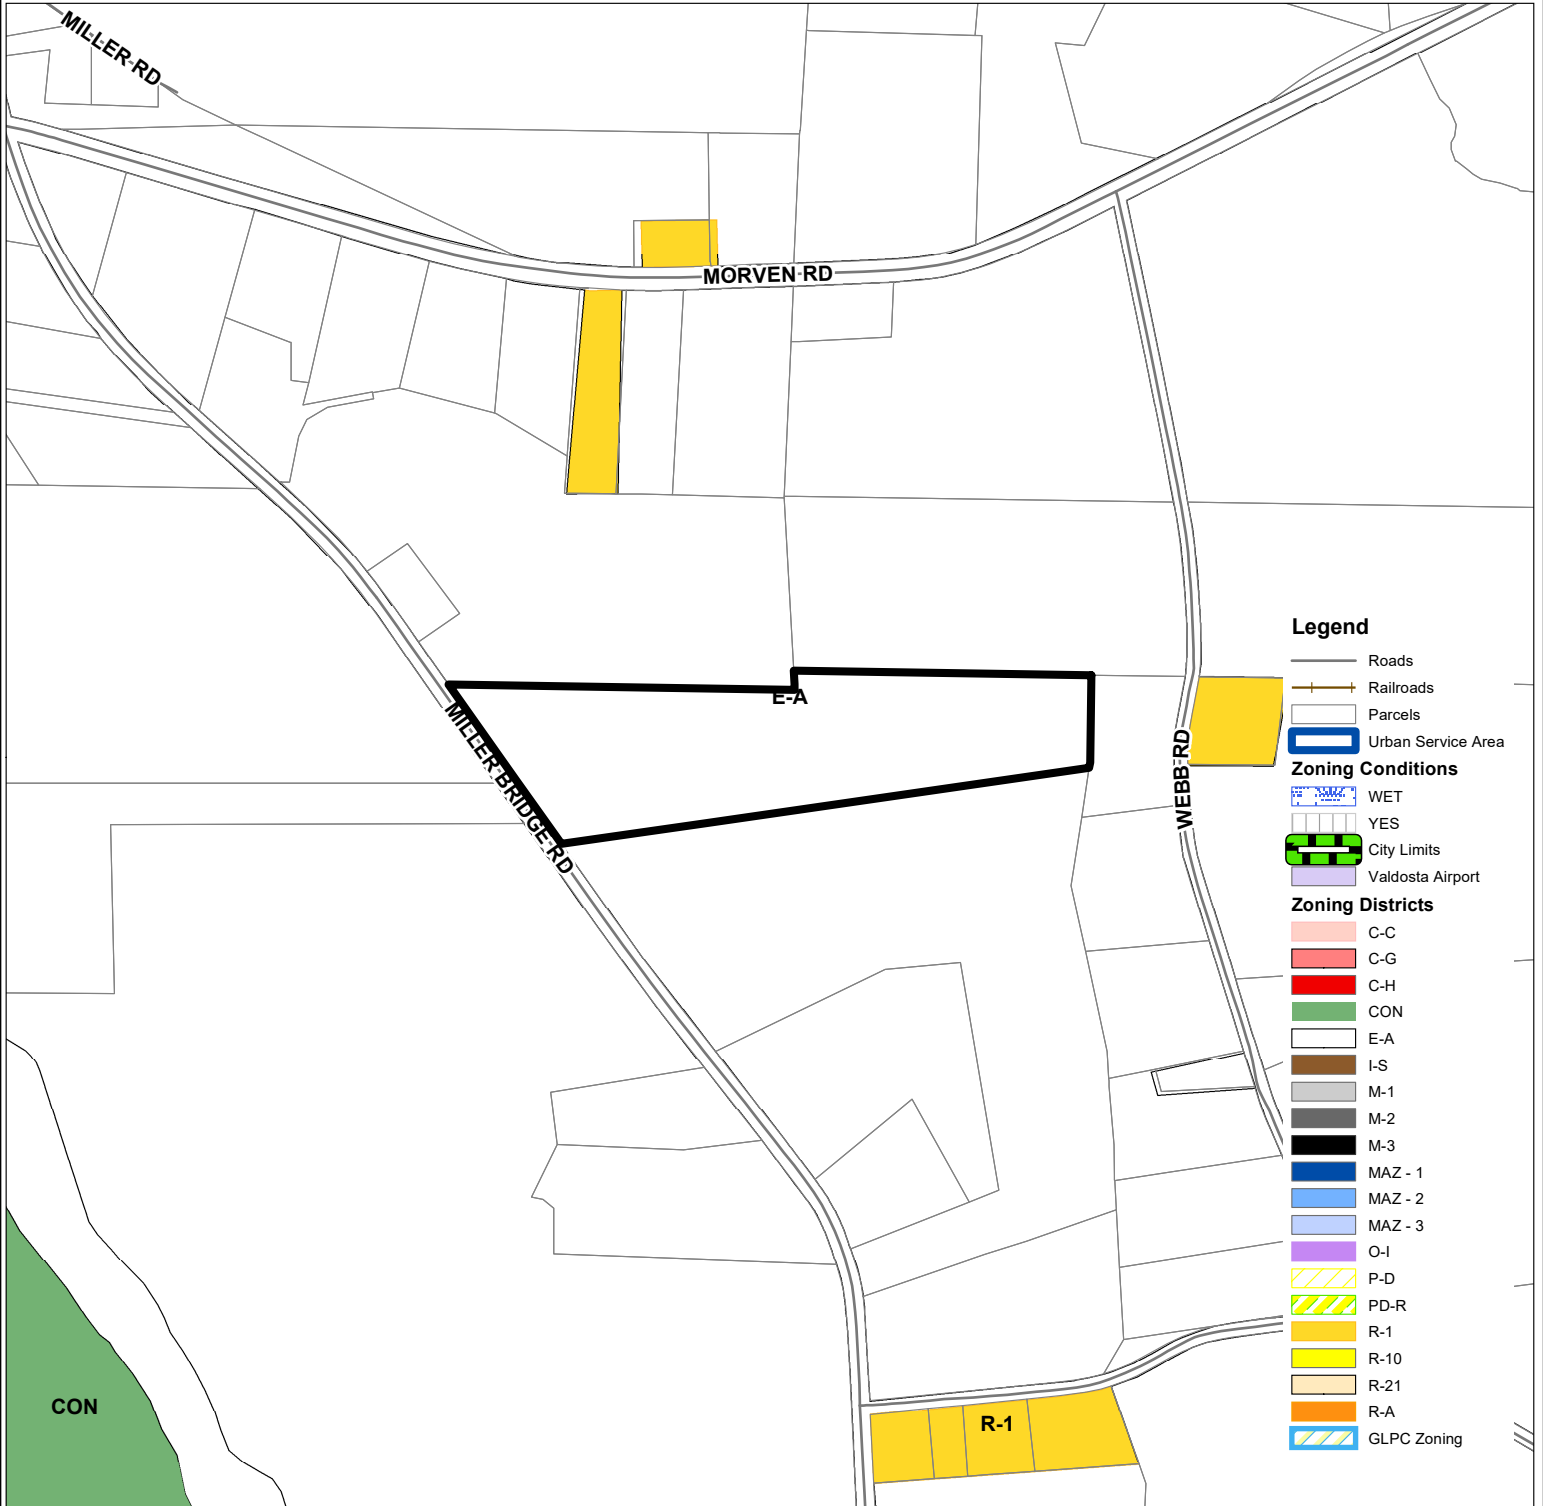 MILLER RD
MORVEN RD
E-A
MILLER BRIDGE RD
WEBB RD
CON
R-1
Legend
Roads
Railroads
Parcels
Urban Service Area
Zoning Conditions
WET
YES
City Limits
Valdosta Airport
Zoning Districts
C-C
C-G
C-H
CON
E-A
I-S
M-1
M-2
M-3
MAZ - 1
MAZ - 2
MAZ - 3
O-I
P-D
PD-R
R-1
R-10
R-21
R-A
GLPC Zoning